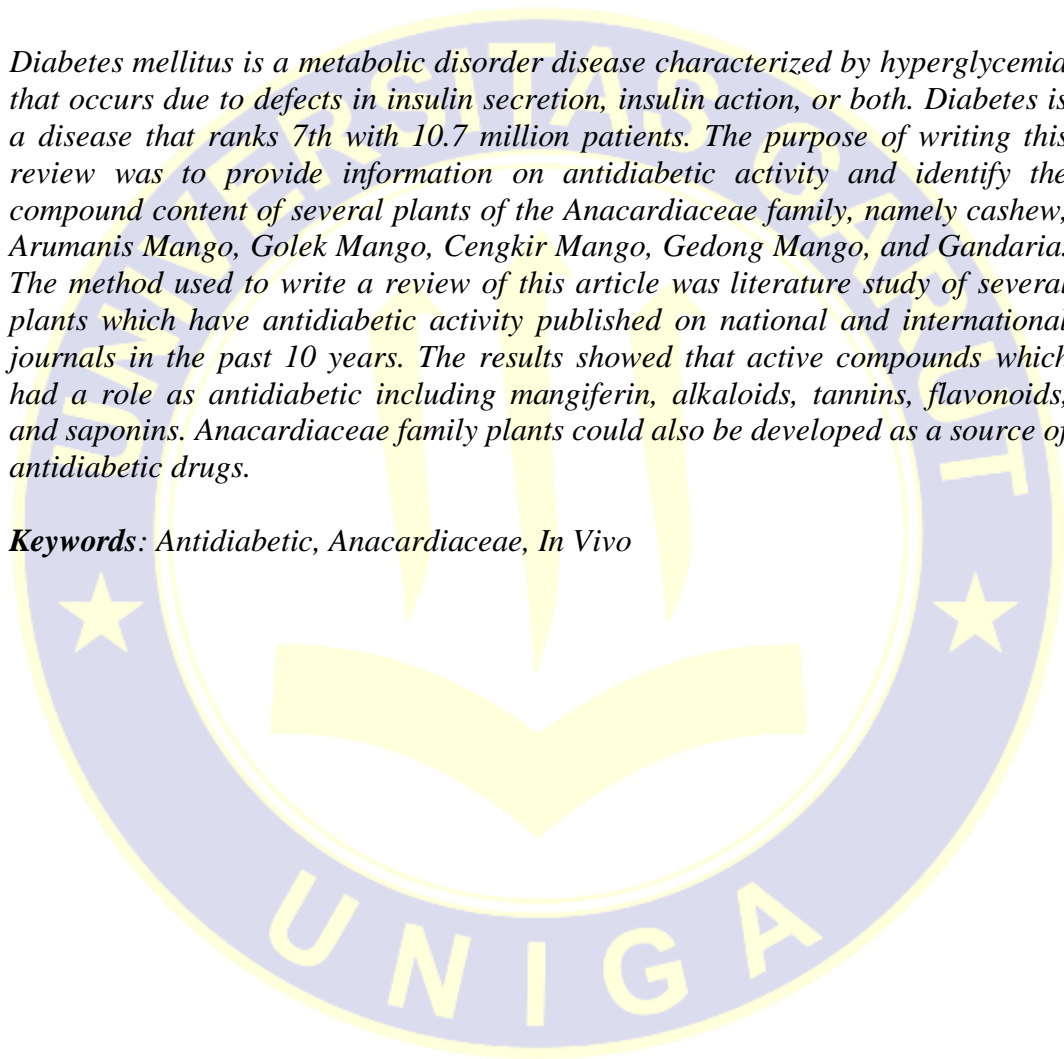 Diabetes mellitus is a metabolic disorder disease characterized by hyperglycemia
that occurs due to defects in insulin secretion, insulin action, or both. Diabetes is
a disease that ranks 7th with 10.7 million patients. The purpose of writing this
review was to provide information on antidiabetic activity and identify the
compound content of several plants of the Anacardiaceae family, namely cashew,
Arumanis Mango, Golek Mango, Cengkir Mango, Gedong Mango, and Gandaria.
The method used to write a review of this article was literature study of several
plants which have antidiabetic activity published on national and international
journals in the past 10 years. The results showed that active compounds which
had a role as antidiabetic including mangiferin, alkaloids, tannins, flavonoids,
and saponins. Anacardiaceae family plants could also be developed as a source of
antidiabetic drugs.
Keywords: Antidiabetic, Anacardiaceae, In Vivo
UNIVERSITAS GARUT
UNIGA